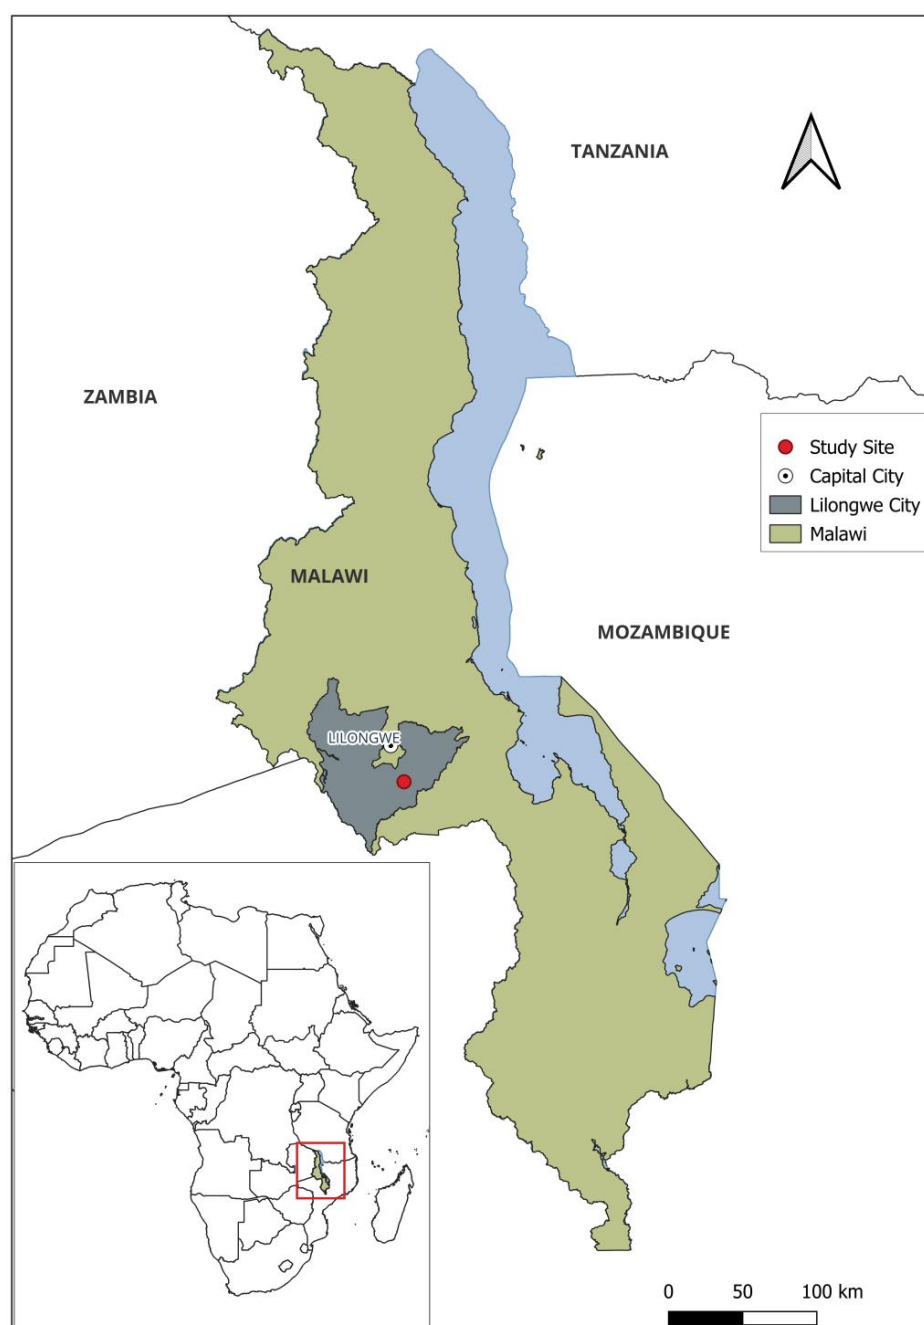 TANZANIA
ZAMBIA
Study Site
Capital City
Lilongwe City
Malawi
MALAWI
MOZAMBIQUE
LILONGWE
0 50 100 km